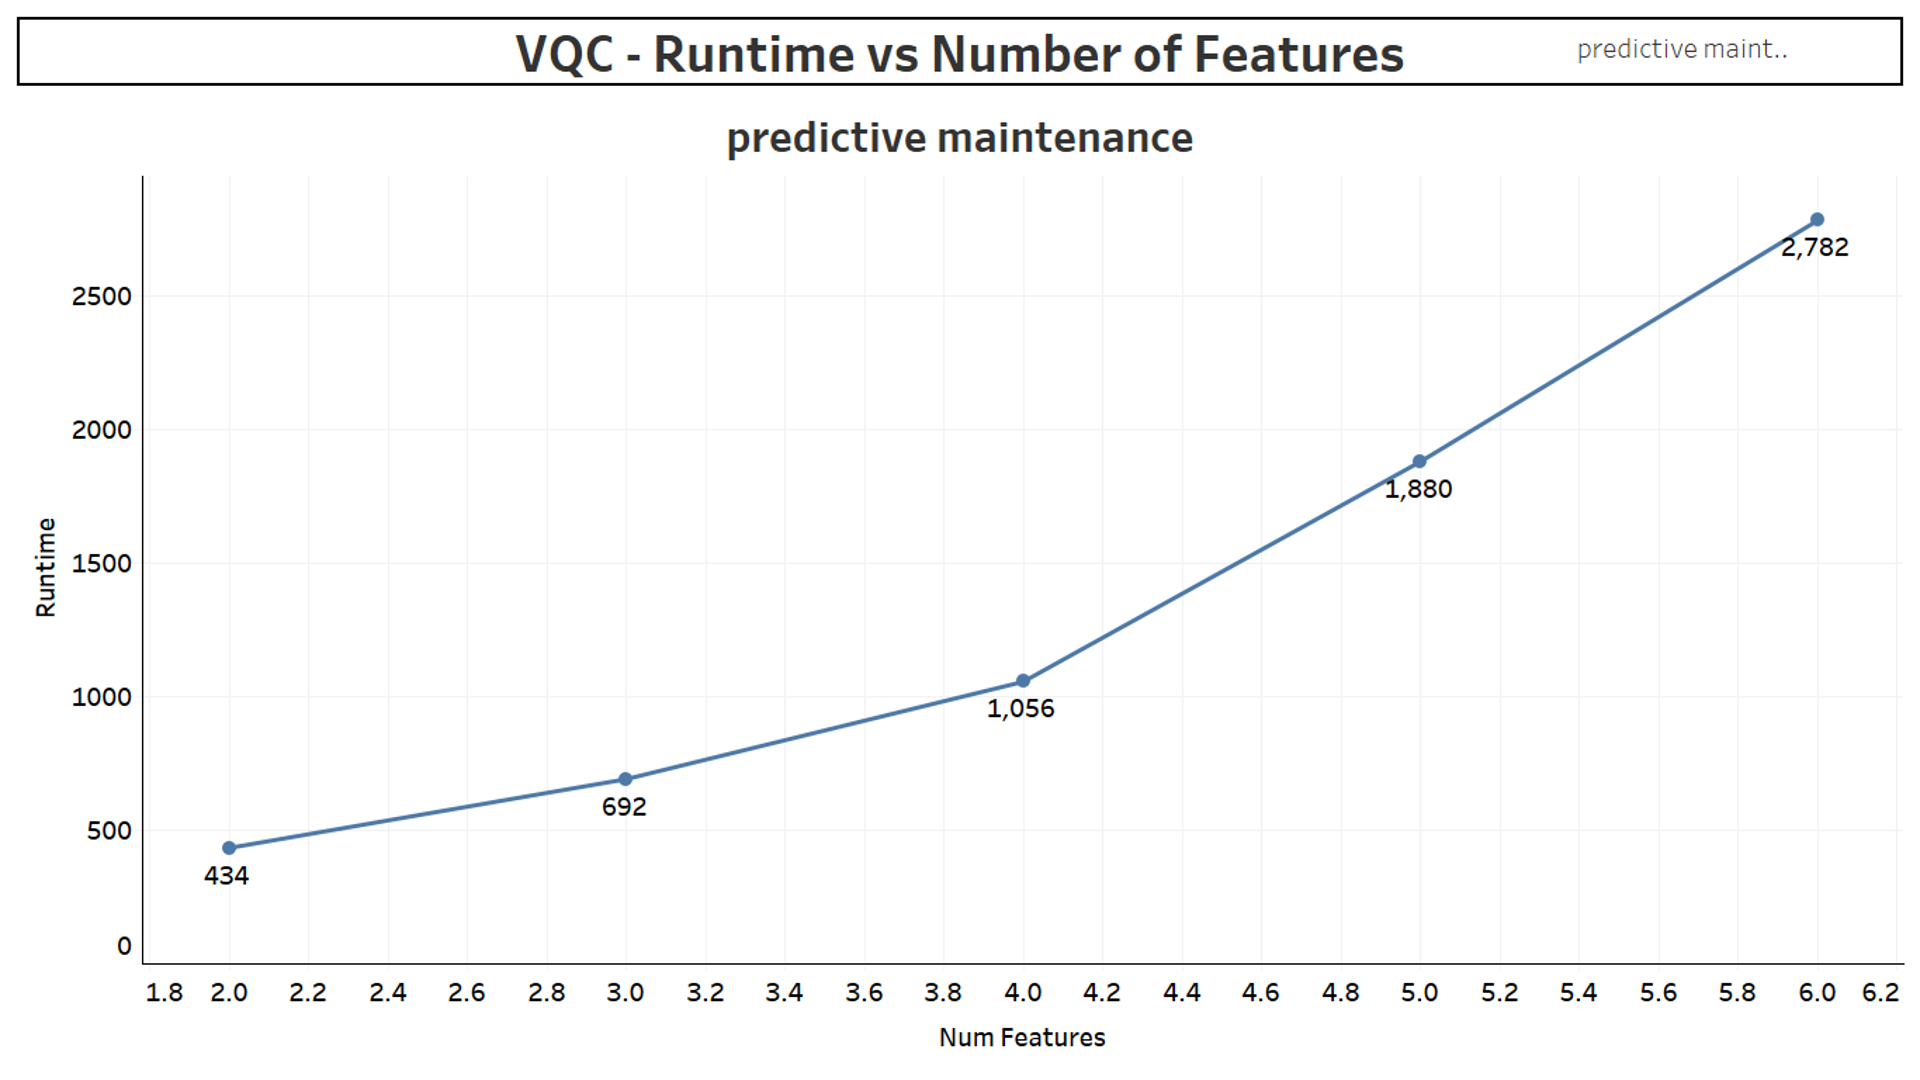 VQC - Runtime vs Number of Features
predictive maint..
predictive maintenance
Runtime
2500
2000
1500
1000
500
0
2,782
1,880
1,056
692
434
1.8 2.0 2.2 2.4 2.6 2.8 3.0 3.2 3.4 3.6 3.8 4.0 4.2 4.4 4.6 4.8 5.0 5.2 5.4 5.6 5.8 6.0 6.2
Num Features